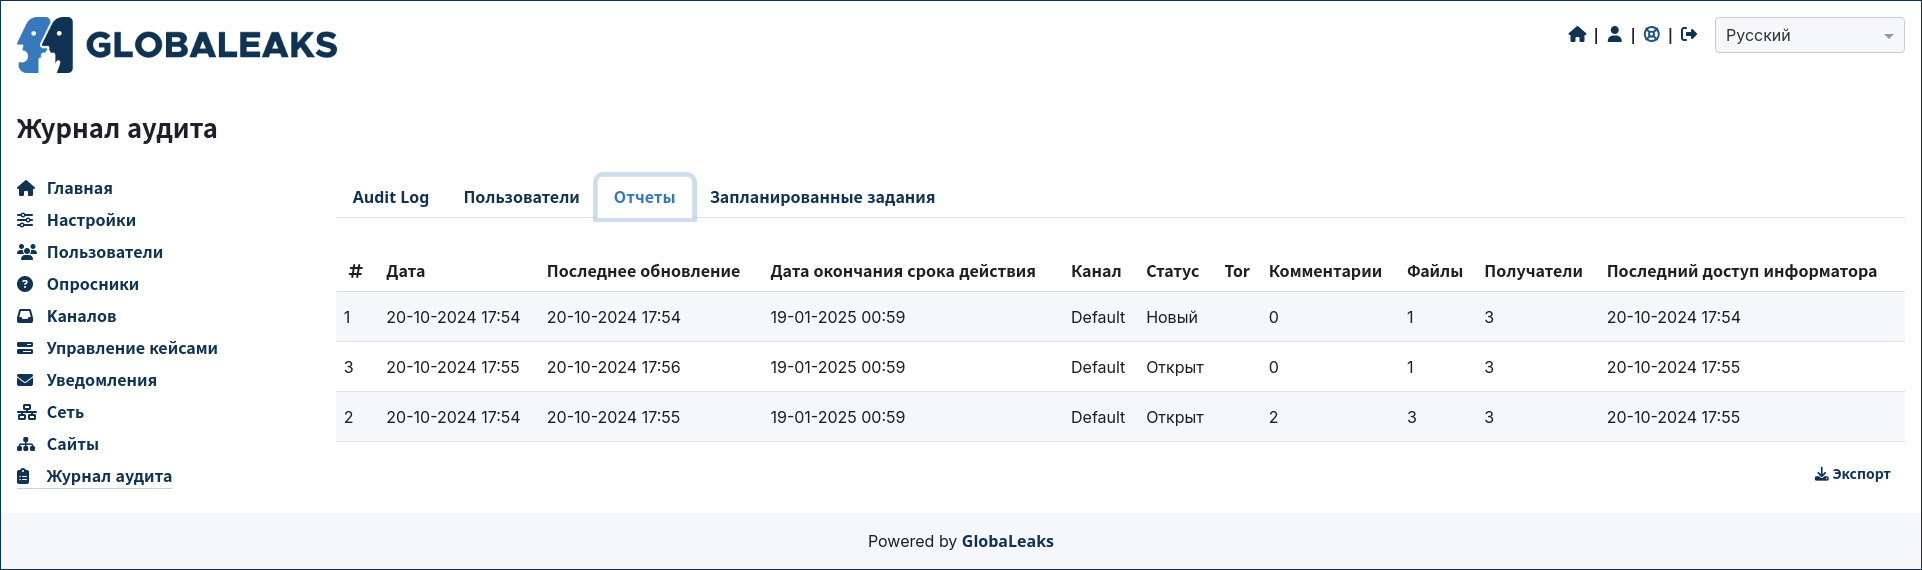 GLOBALEAKS
| | | Русский
Журнал аудита
Главная
Настройки
Пользователи
Опросники
Каналов
Управление кейсами
Уведомления
Сеть
Сайты
Журнал аудита
Audit Log Пользователи Отчеты Запланированные задания
# Дата Последнее обновление Дата окончания срока действия Канал Статус Tor Комментарии Файлы Получатели Последний доступ информатора
1 20-10-2024 17:54 20-10-2024 17:54 19-01-2025 00:59 Default Новый 0 1 3 20-10-2024 17:54
3 20-10-2024 17:55 20-10-2024 17:56 19-01-2025 00:59 Default Открыт 0 1 3 20-10-2024 17:55
2 20-10-2024 17:54 20-10-2024 17:55 19-01-2025 00:59 Default Открыт 2 3 3 20-10-2024 17:55
Экспорт
Powered by GlobaLeaks